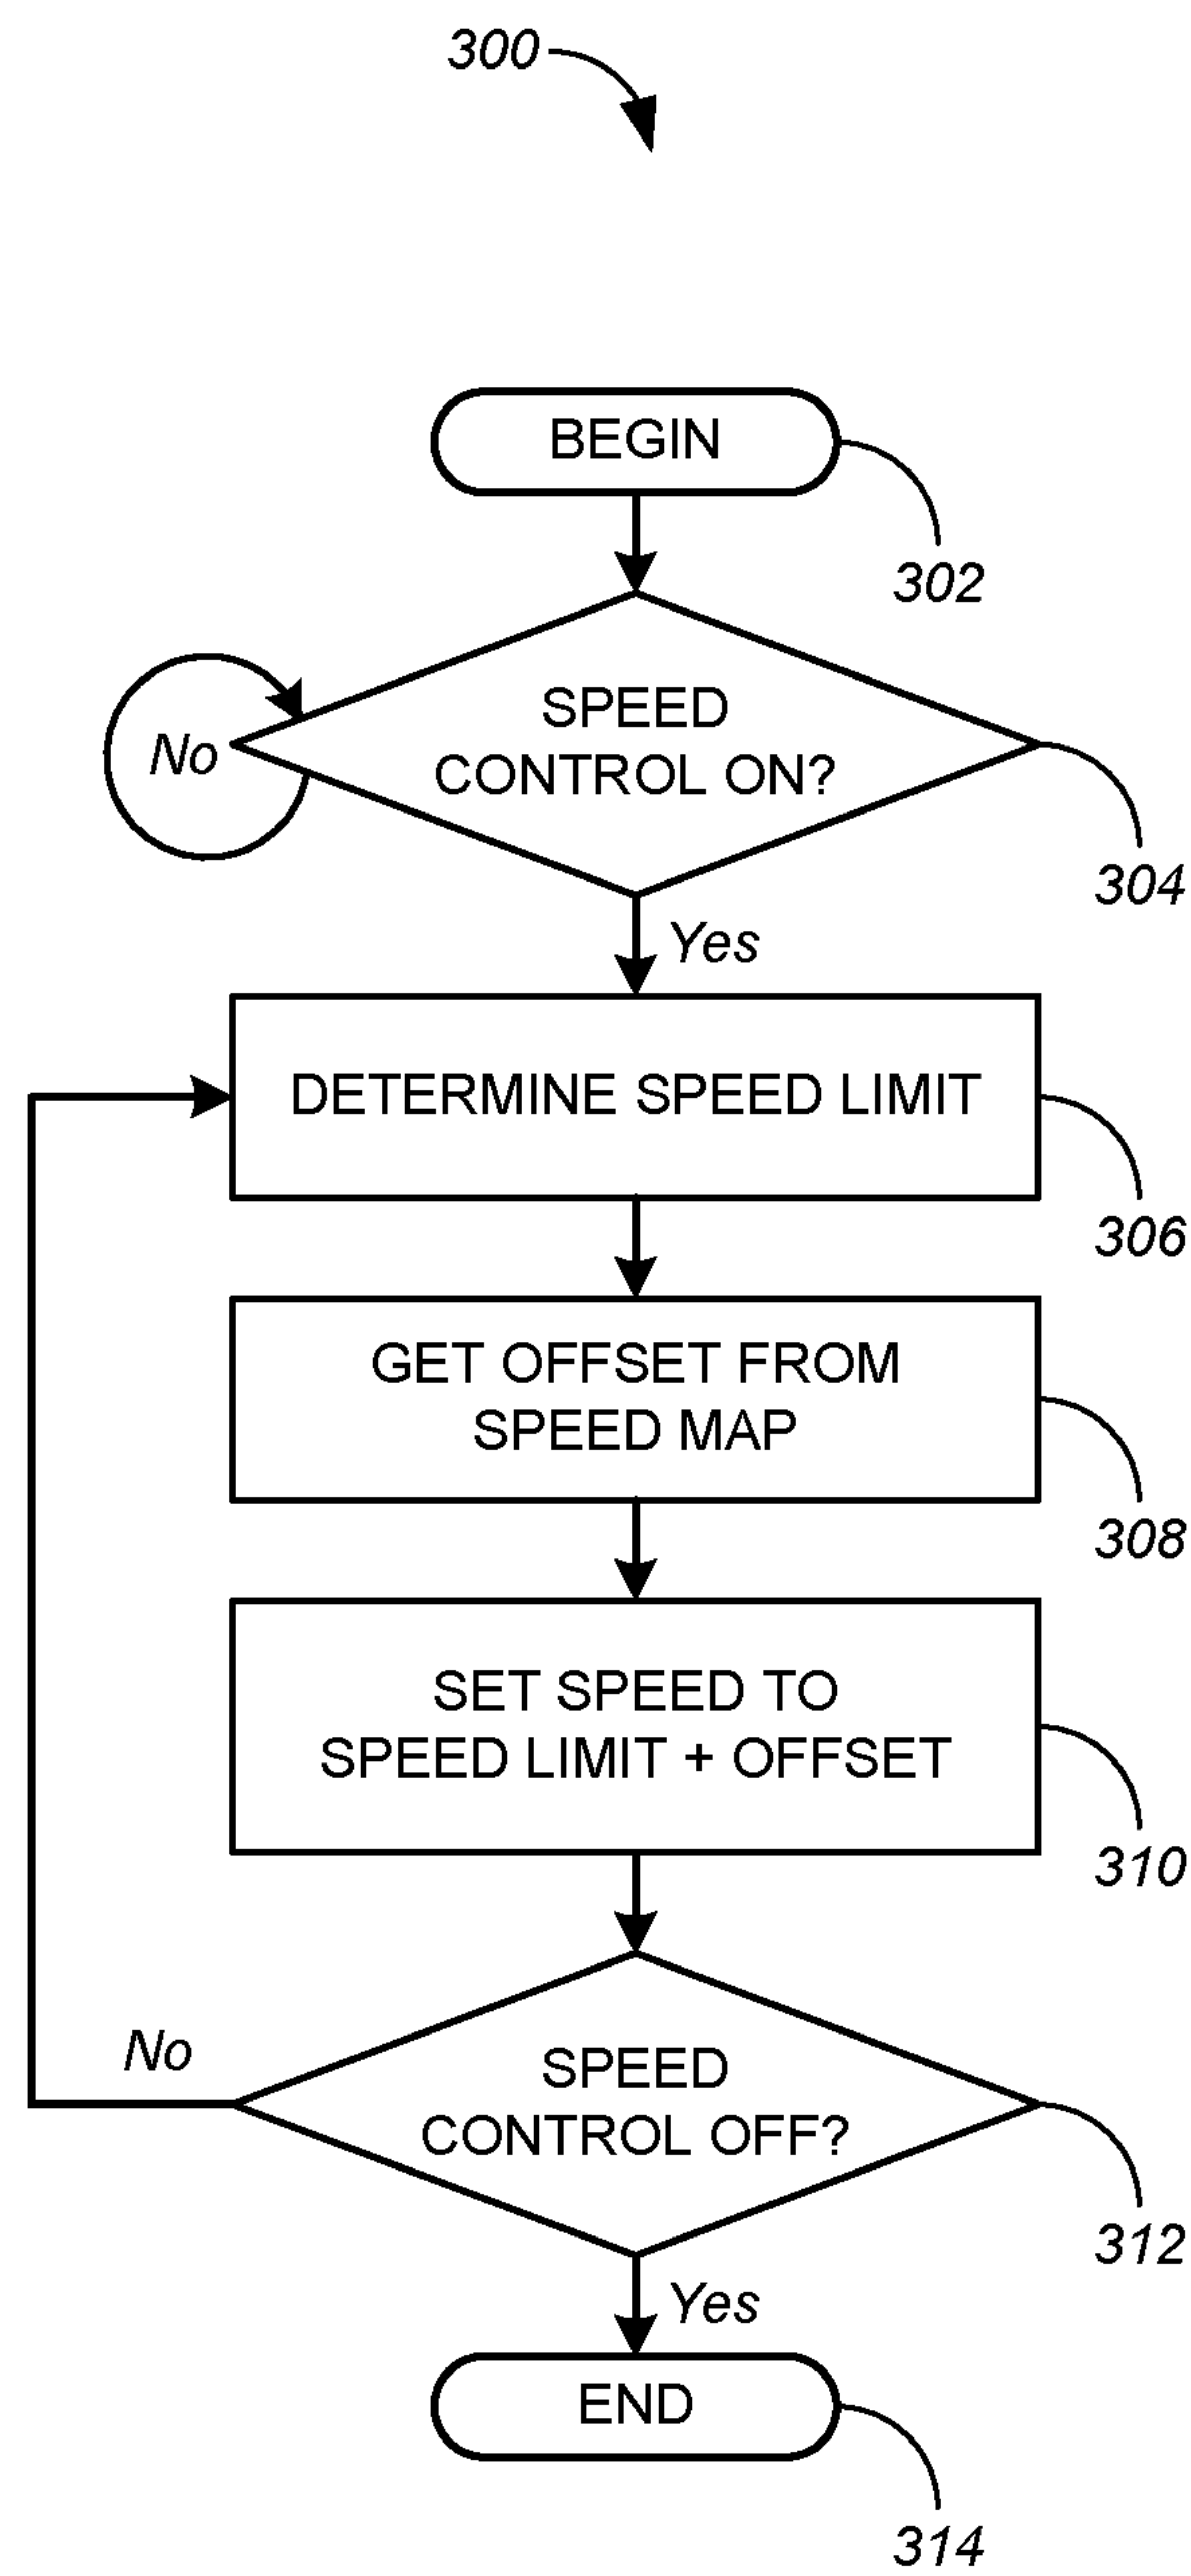 300
BEGIN
302
SPEED
CONTROL ON?
No
304
Yes
DETERMINE SPEED LIMIT
306
GET OFFSET FROM
SPEED MAP
308
SET SPEED TO
SPEED LIMIT + OFFSET
310
No
SPEED
CONTROL OFF?
312
Yes
END
314